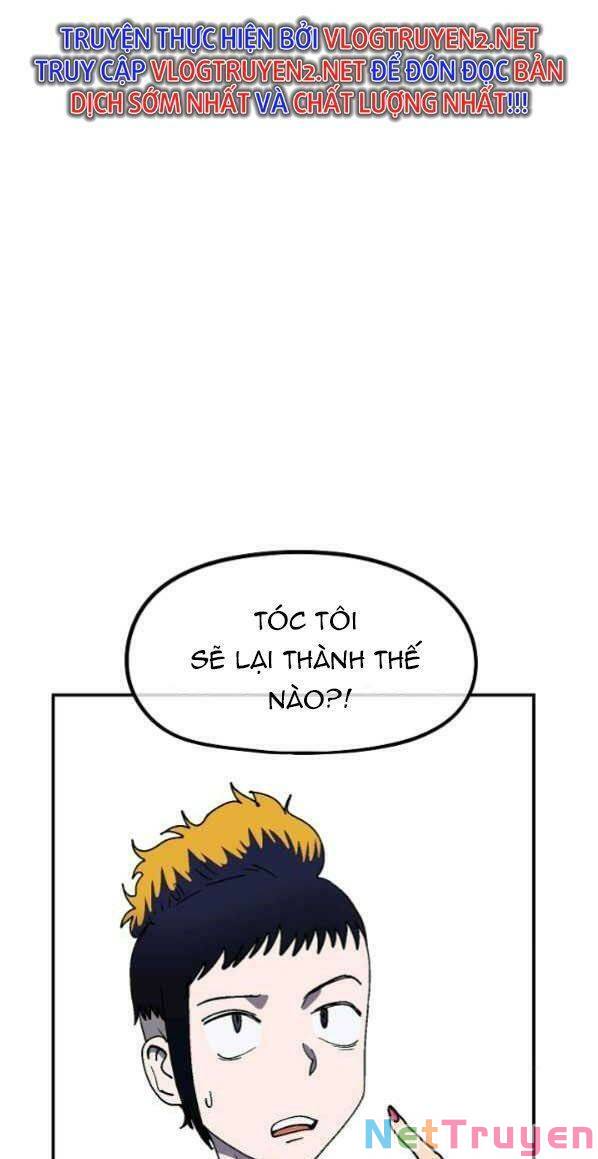 TRUYỆN THỰC HIỆN BỞI VLOGTRUYEN2.NET
TRUY CẬP VLOGTRUYEN2.NET ĐỂ ĐÓN ĐỌC BẢN
DỊCH SỚM NHẤT VÀ CHẤT LƯỢNG NHẤT!!!
TÓC TÔI
SẼ LẠI THÀNH THẾ
NÀO?!
NetTruyen